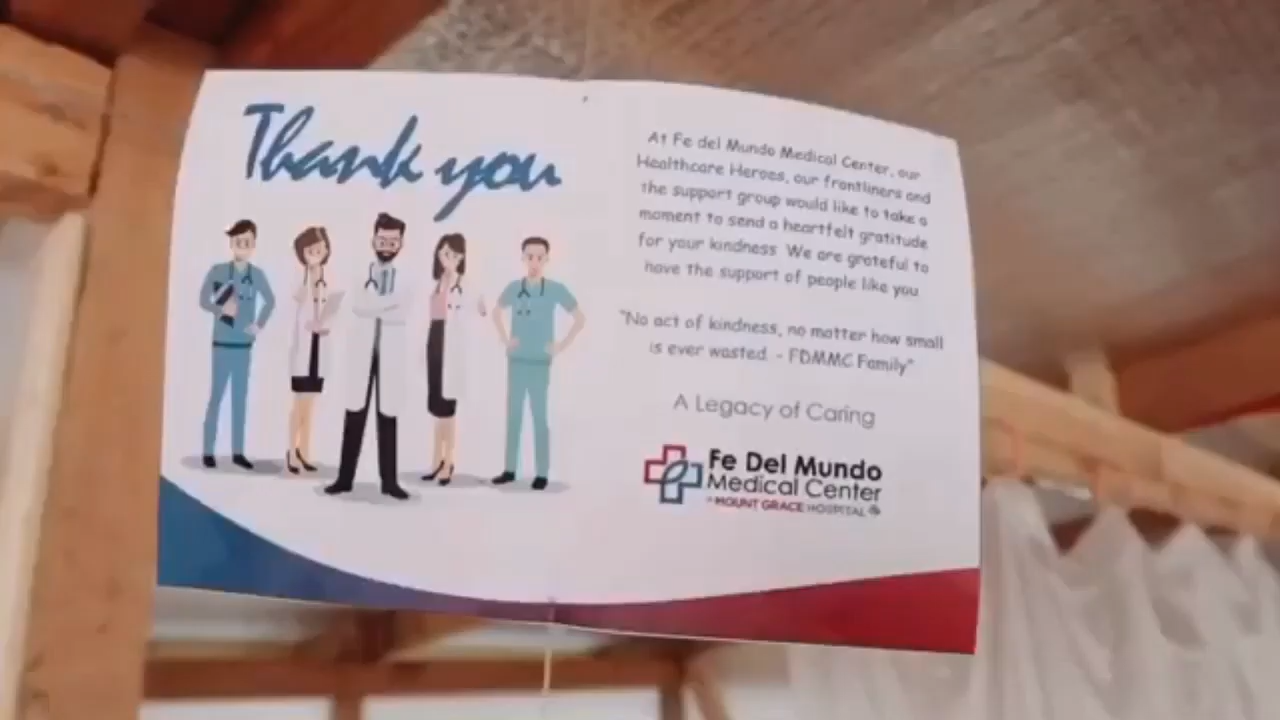 Thank you
At Fe del Mundo Medical Center, our
Healthcare Heroes, our frontliners and
the support group would like to take a
moment to send a heartfelt gratitude
for your kindness. We are grateful to
have the support of people like you
"No act of kindness, no matter how small
is ever wasted. - FDMMC Family"
A Legacy of Caring
Fe Del Mundo
Medical Center
A MOUNT GRACE HOSPITAL